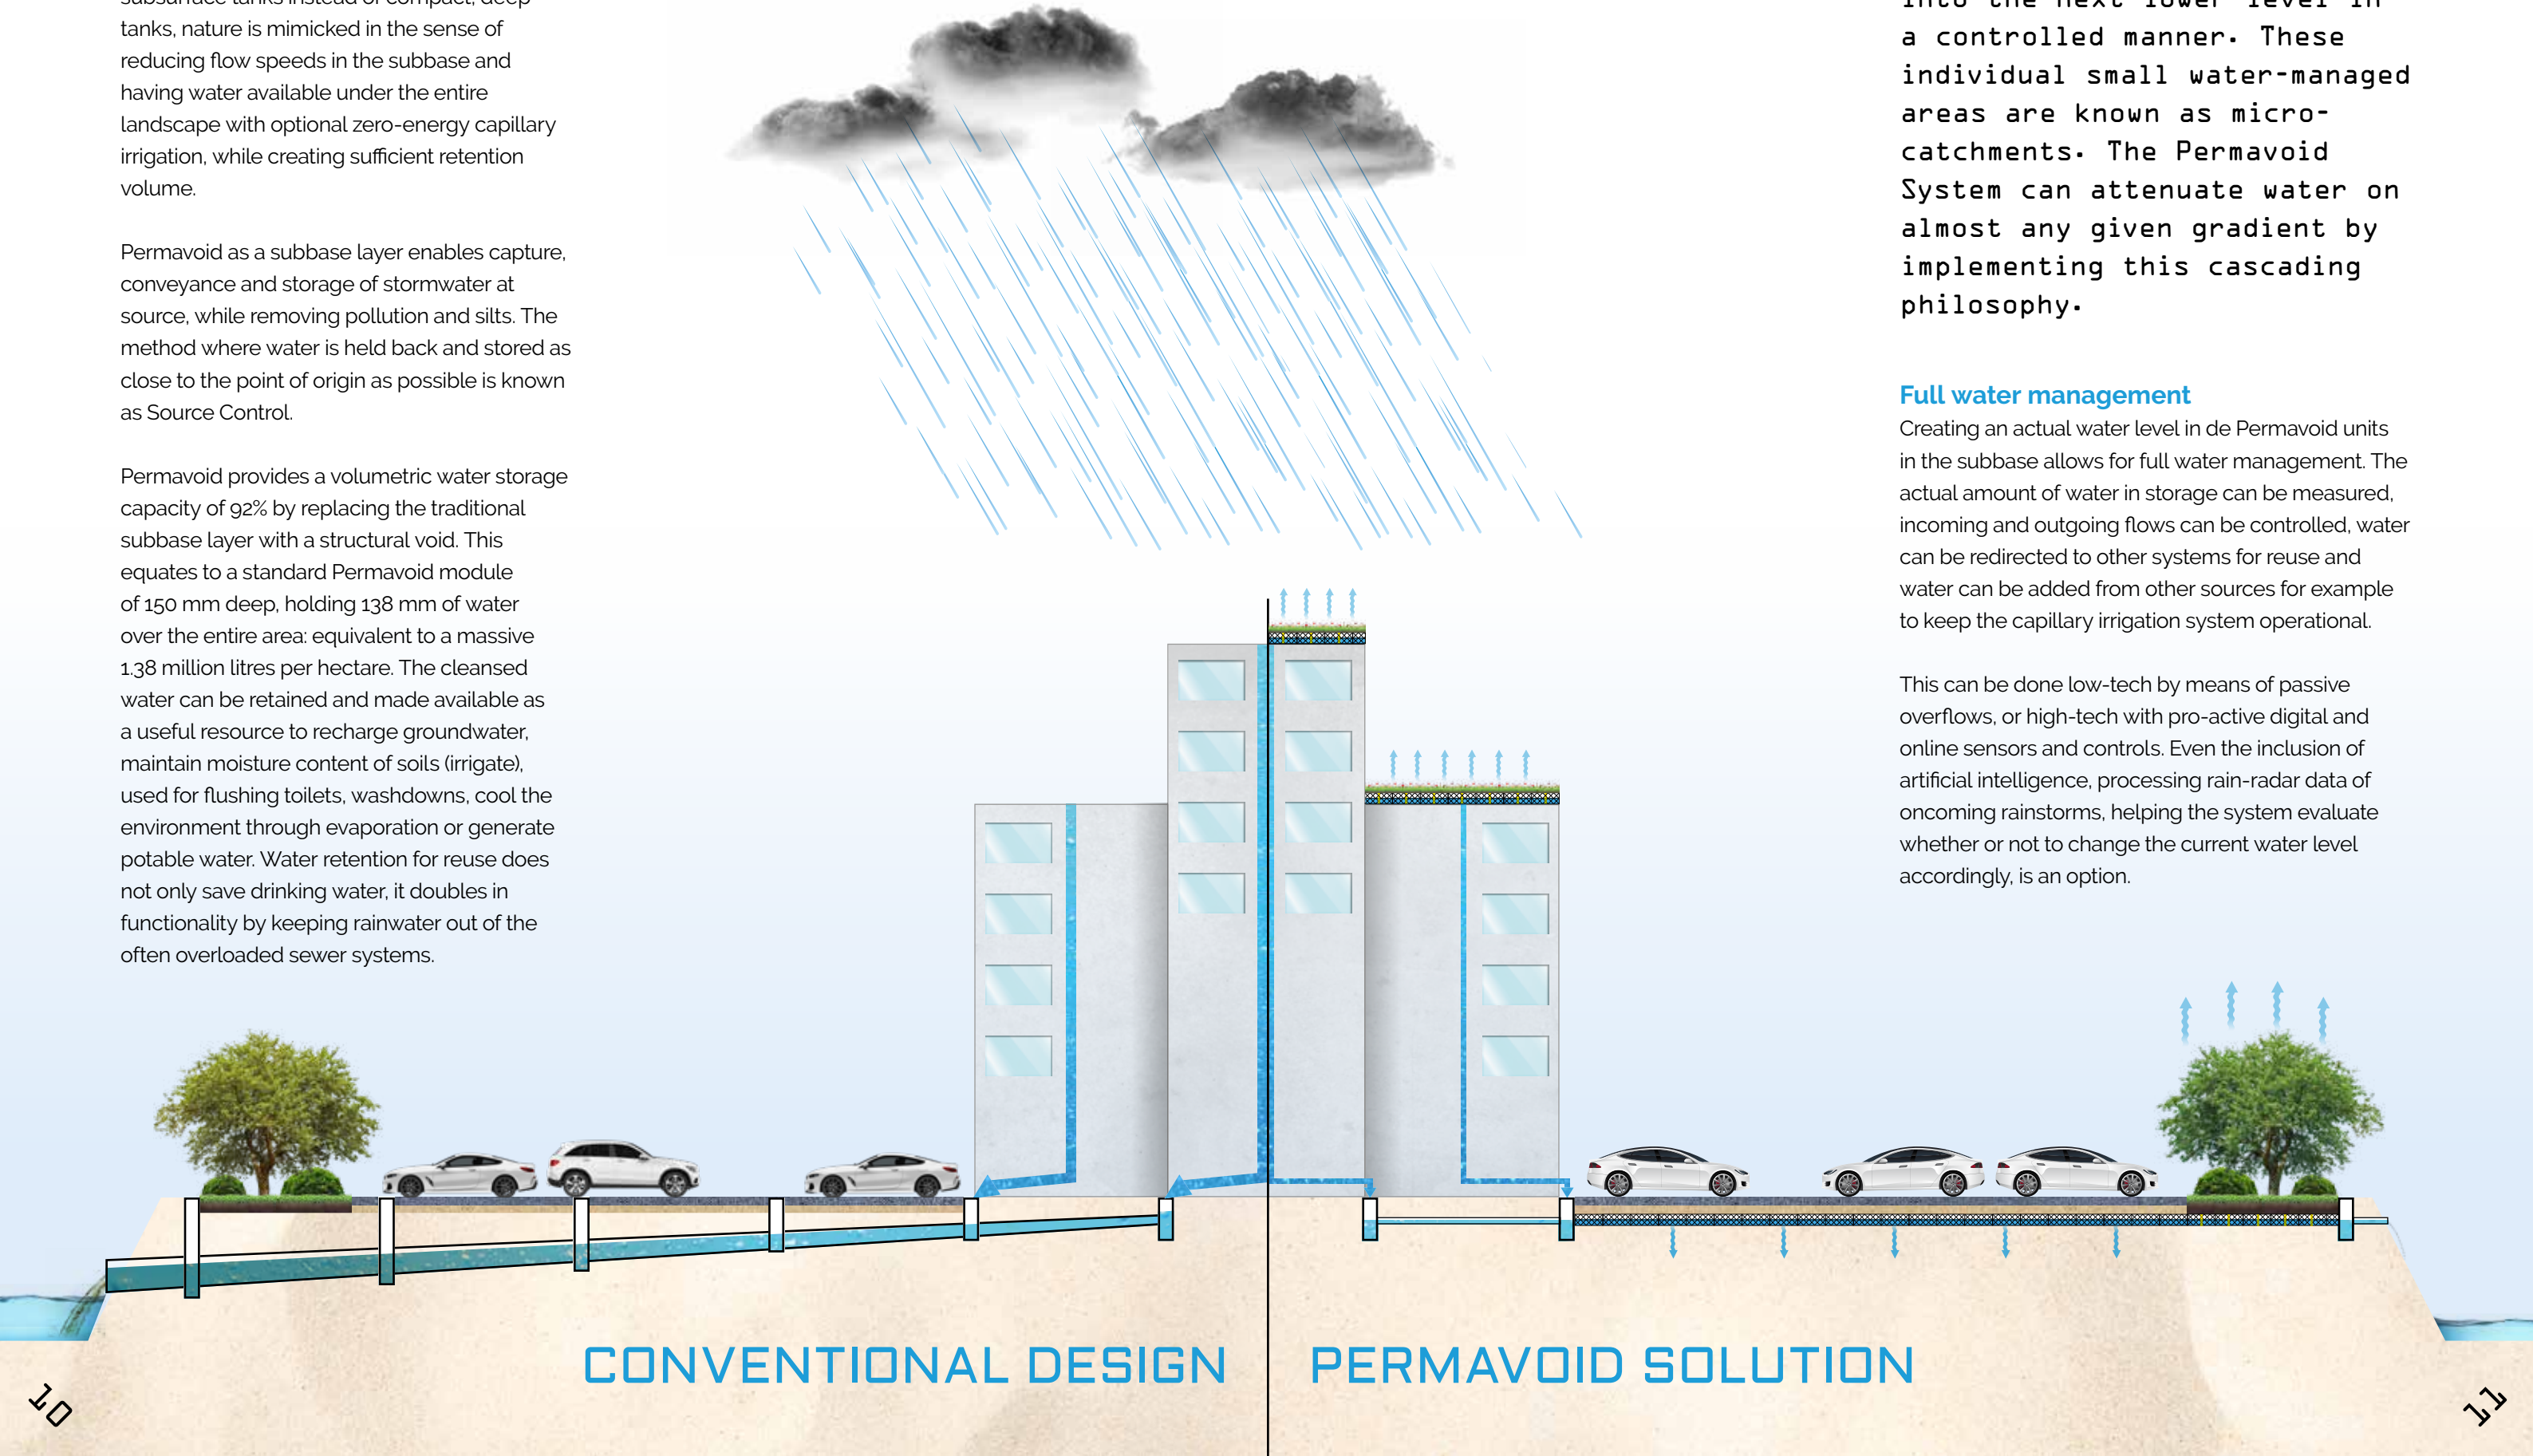 subsurface tanks instead of compact, deep
tanks, nature is mimicked in the sense of
reducing flow speeds in the subbase and
having water available under the entire
landscape with optional zero-energy capillary
irrigation, while creating sufficient retention
volume.
Permavoid as a subbase layer enables capture,
conveyance and storage of stormwater at
source, while removing pollution and silts. The
method where water is held back and stored as
close to the point of origin as possible is known
as Source Control.
Permavoid provides a volumetric water storage
capacity of 92% by replacing the traditional
subbase layer with a structural void. This
equates to a standard Permavoid module
of 150 mm deep, holding 138 mm of water
over the entire area: equivalent to a massive
1.38 million litres per hectare. The cleansed
water can be retained and made available as
a useful resource to recharge groundwater,
maintain moisture content of soils (irrigate),
used for flushing toilets, washdowns, cool the
environment through evaporation or generate
potable water. Water retention for reuse does
not only save drinking water, it doubles in
functionality by keeping rainwater out of the
often overloaded sewer systems.
into the next lower level in
a controlled manner. These
individual small water-managed
areas are known as micro-
catchments. The Permavoid
System can attenuate water on
almost any given gradient by
implementing this cascading
philosophy.
Full water management
Creating an actual water level in de Permavoid units
in the subbase allows for full water management. The
actual amount of water in storage can be measured,
incoming and outgoing flows can be controlled, water
can be redirected to other systems for reuse and
water can be added from other sources for example
to keep the capillary irrigation system operational.
This can be done low-tech by means of passive
overflows, or high-tech with pro-active digital and
online sensors and controls. Even the inclusion of
artificial intelligence, processing rain-radar data of
oncoming rainstorms, helping the system evaluate
whether or not to change the current water level
accordingly, is an option.
CONVENTIONAL DESIGN
PERMAVOID SOLUTION
10
11